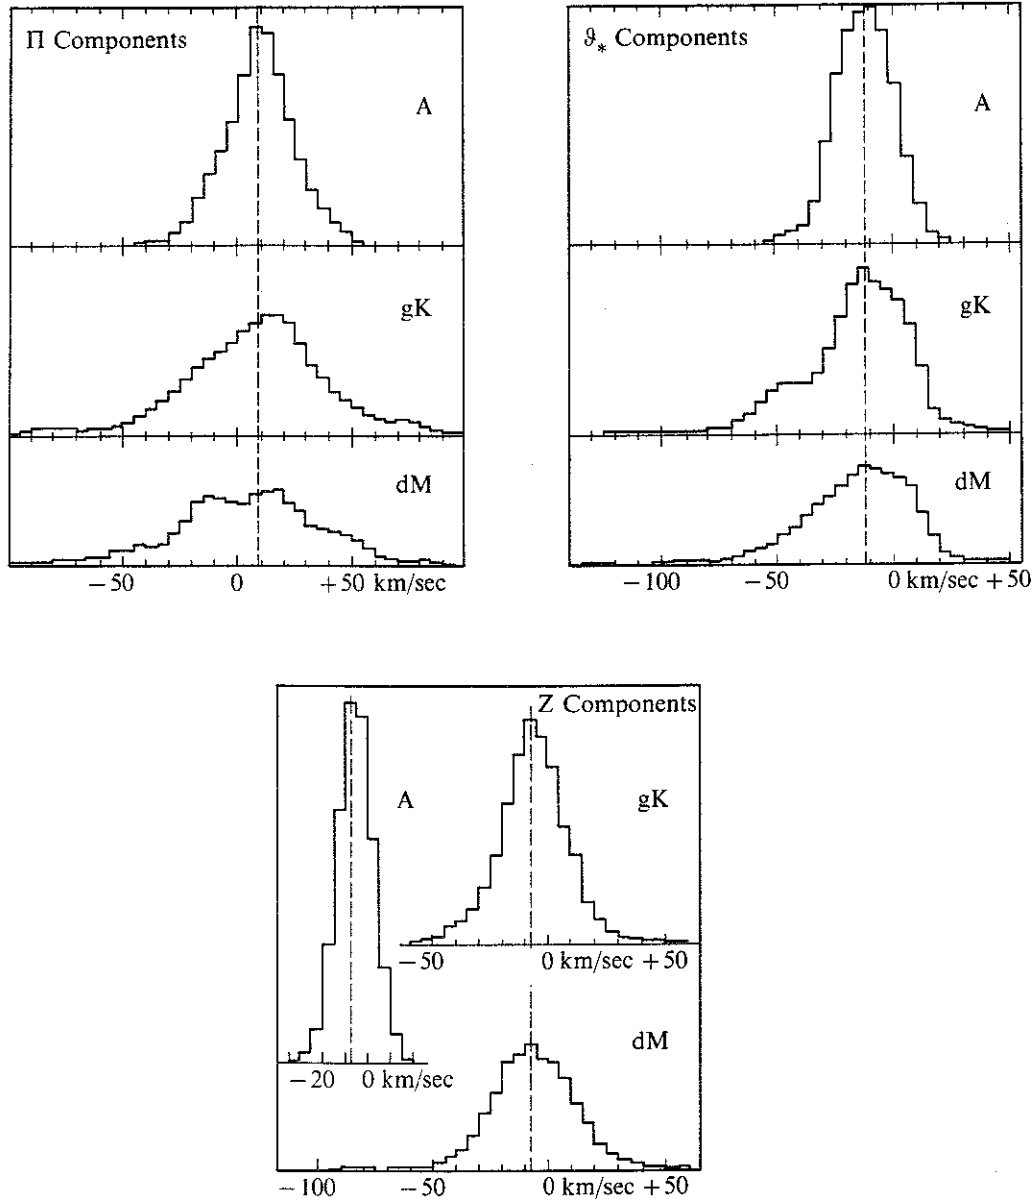 Π Components
A
gK
dM
−50 0 +50 km/sec
ϑ* Components
A
gK
dM
−100 −50 0 km/sec +50
Z Components
A
−20 0 km/sec
gK
−50 0 km/sec +50
dM
−100 −50 0 km/sec +50